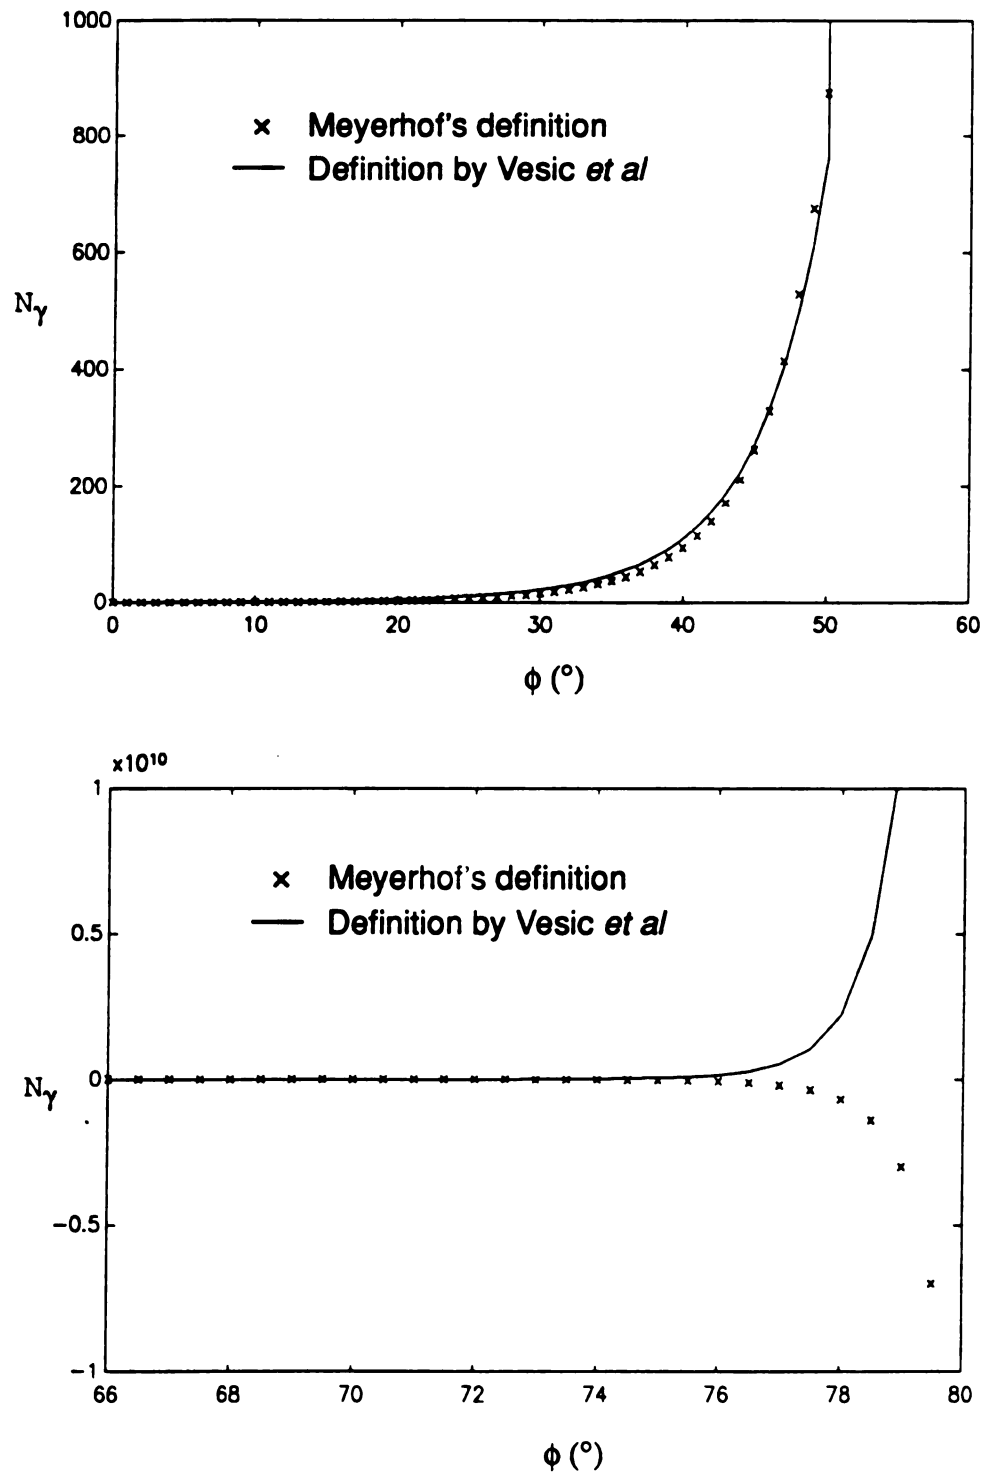 1000
× Meyerhof's definition
800
— Definition by Vesic et al
600
Nγ
400
200
0
0 10 20 30 40 50 60
ϕ (°)
×10¹⁰
1
× Meyerhof's definition
— Definition by Vesic et al
0.5
Nγ
0
−0.5
−1
66 68 70 72 74 76 78 80
ϕ (°)